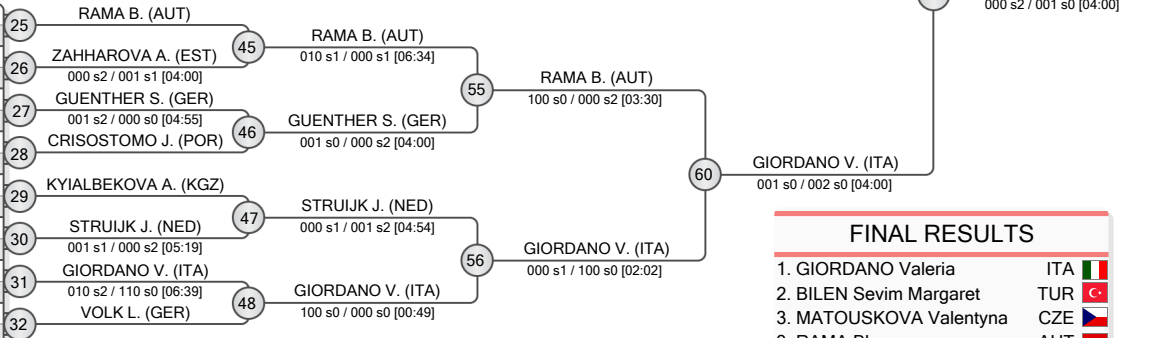 000 s2 / 001 s0 [04:00]
25
RAMA B. (AUT)
45
RAMA B. (AUT)
010 s1 / 000 s1 [06:34]
26
ZAHHAROVA A. (EST)
000 s2 / 001 s1 [04:00]
55
RAMA B. (AUT)
100 s0 / 000 s2 [03:30]
27
GUENTHER S. (GER)
001 s2 / 000 s0 [04:55]
46
GUENTHER S. (GER)
001 s0 / 000 s2 [04:00]
28
CRISOSTOMO J. (POR)
60
GIORDANO V. (ITA)
001 s0 / 002 s0 [04:00]
29
KYIALBEKOVA A. (KGZ)
47
STRUIJK J. (NED)
000 s1 / 001 s2 [04:54]
30
STRUIJK J. (NED)
001 s1 / 000 s2 [05:19]
56
GIORDANO V. (ITA)
000 s1 / 100 s0 [02:02]
31
GIORDANO V. (ITA)
010 s2 / 110 s0 [06:39]
48
GIORDANO V. (ITA)
100 s0 / 000 s0 [00:49]
32
VOLK L. (GER)
FINAL RESULTS
1. GIORDANO Valeria ITA
2. BILEN Sevim Margaret TUR
3. MATOUSKOVA Valentyna CZE